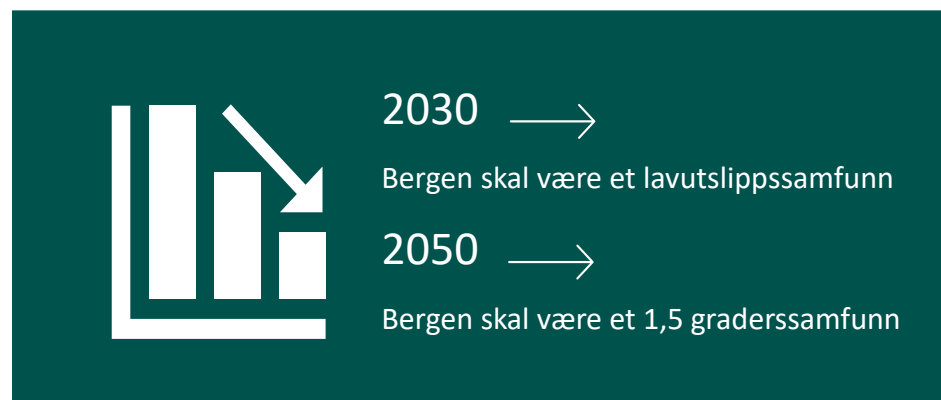 2030
Bergen skal være et lavutslippssamfunn
2050
Bergen skal være et 1,5 graderssamfunn